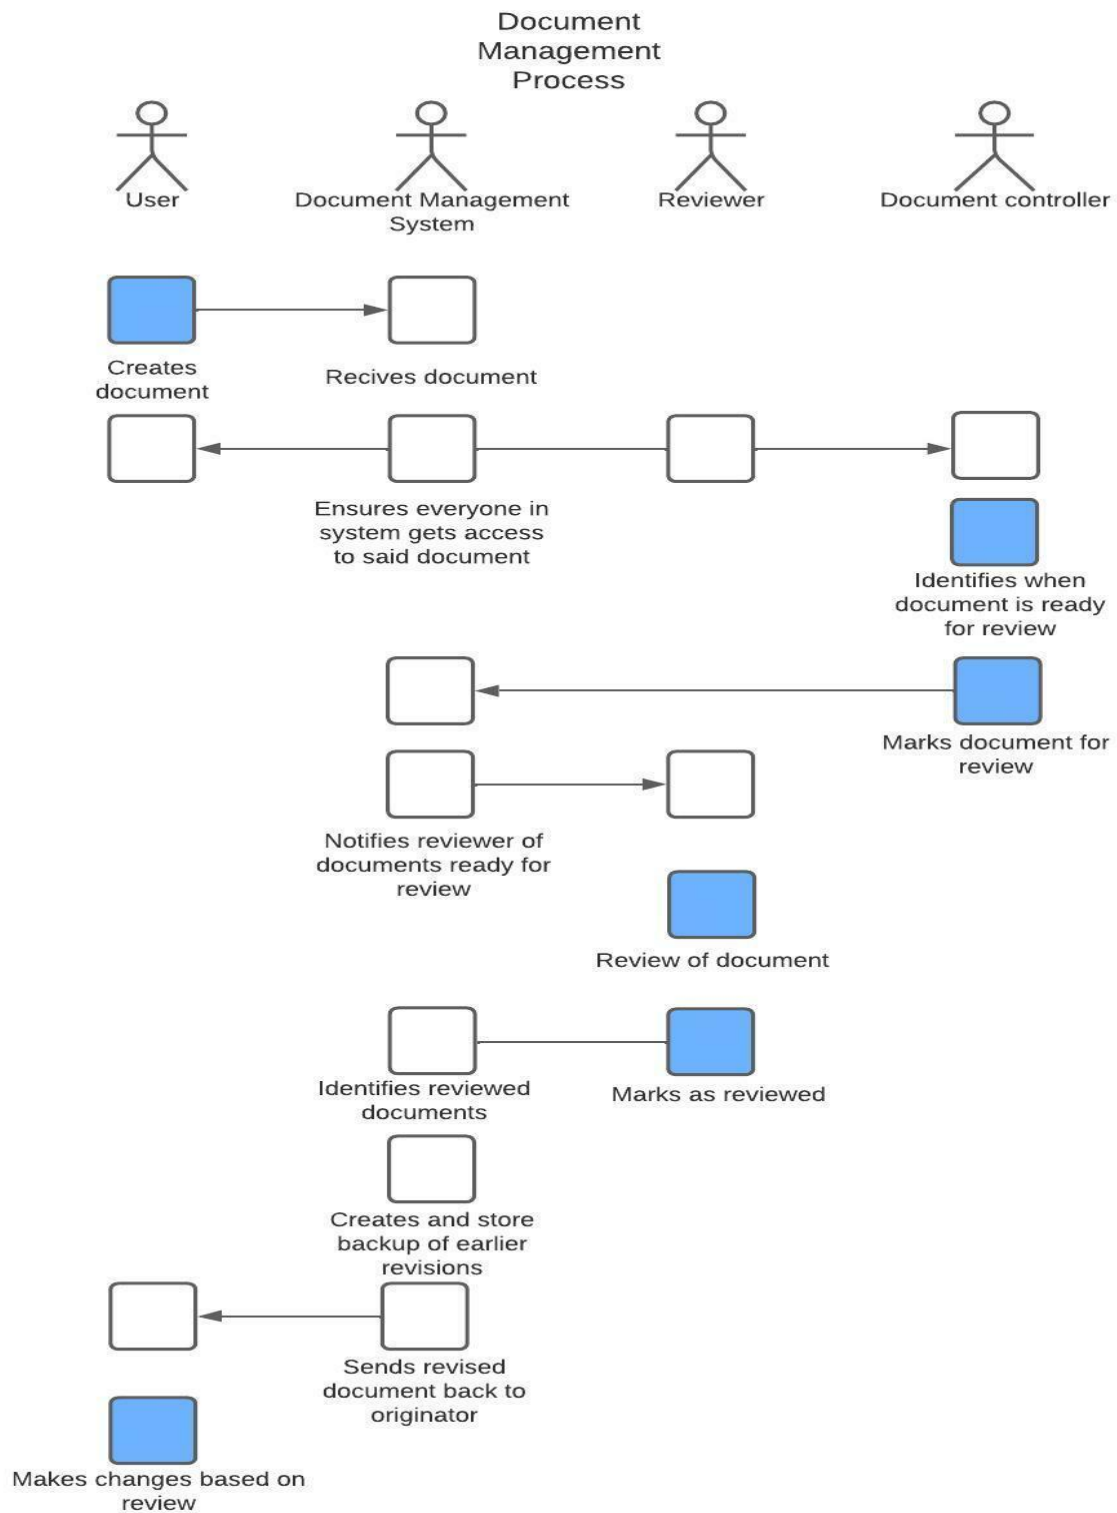 Document
Management
Process
User
Document Management
System
Reviewer
Document controller
Creates
document
Recives document
Ensures everyone in
system gets access
to said document
Identifies when
document is ready
for review
Marks document for
review
Notifies reviewer of
documents ready for
review
Review of document
Identifies reviewed
documents
Marks as reviewed
Creates and store
backup of earlier
revisions
Sends revised
document back to
originator
Makes changes based on
review